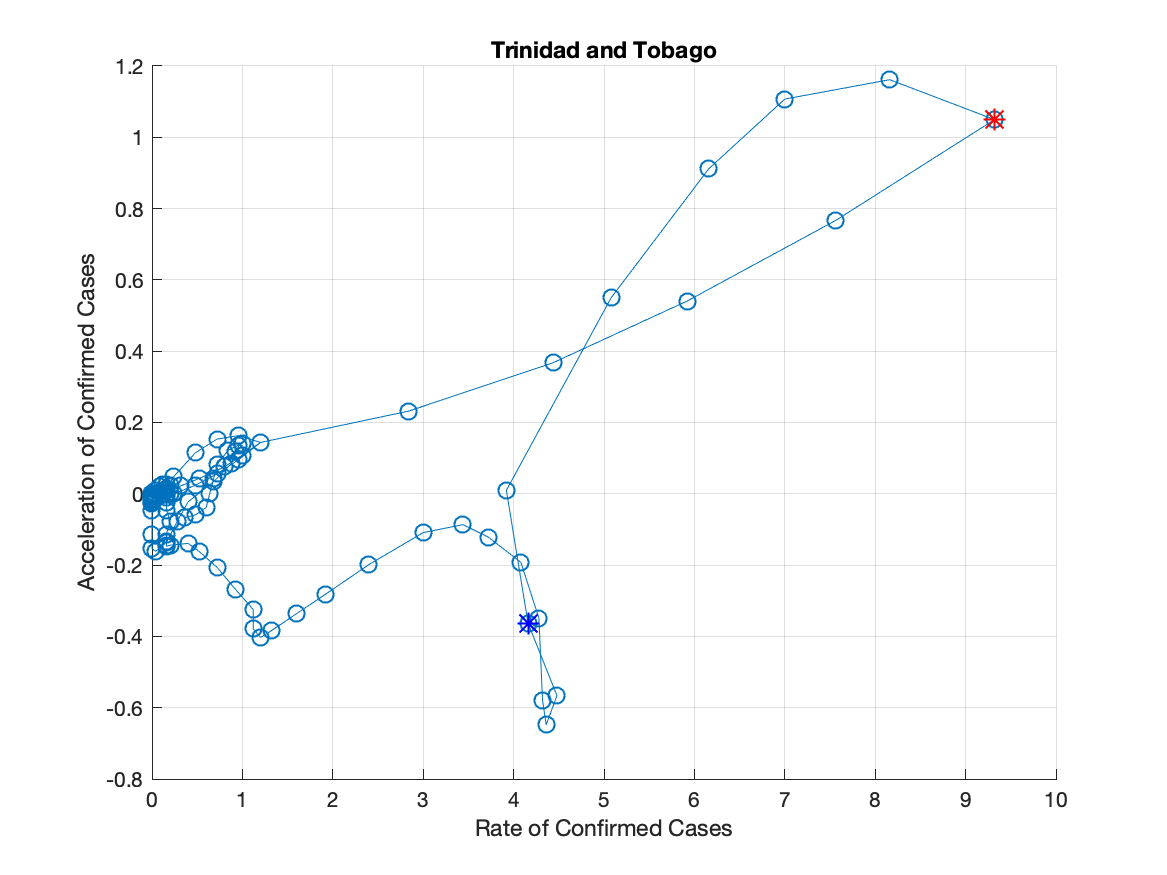 Trinidad and Tobago
1.2
1
0.8
0.6
0.4
0.2
0
-0.2
-0.4
-0.6
-0.8
Acceleration of Confirmed Cases
0 1 2 3 4 5 6 7 8 9 10
Rate of Confirmed Cases